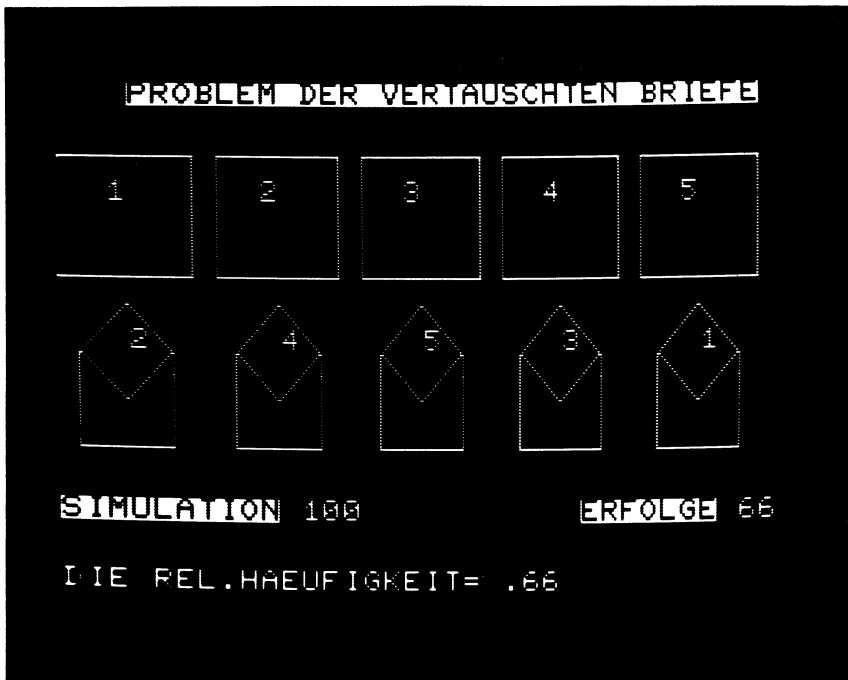 PROBLEM DER VERTAUSCHTEN BRIEFE
1 2 3 4 5
2 4 5 3 1
SIMULATION 100 ERFOLGE 66
DIE REL.HAEUFIGKEIT= .66